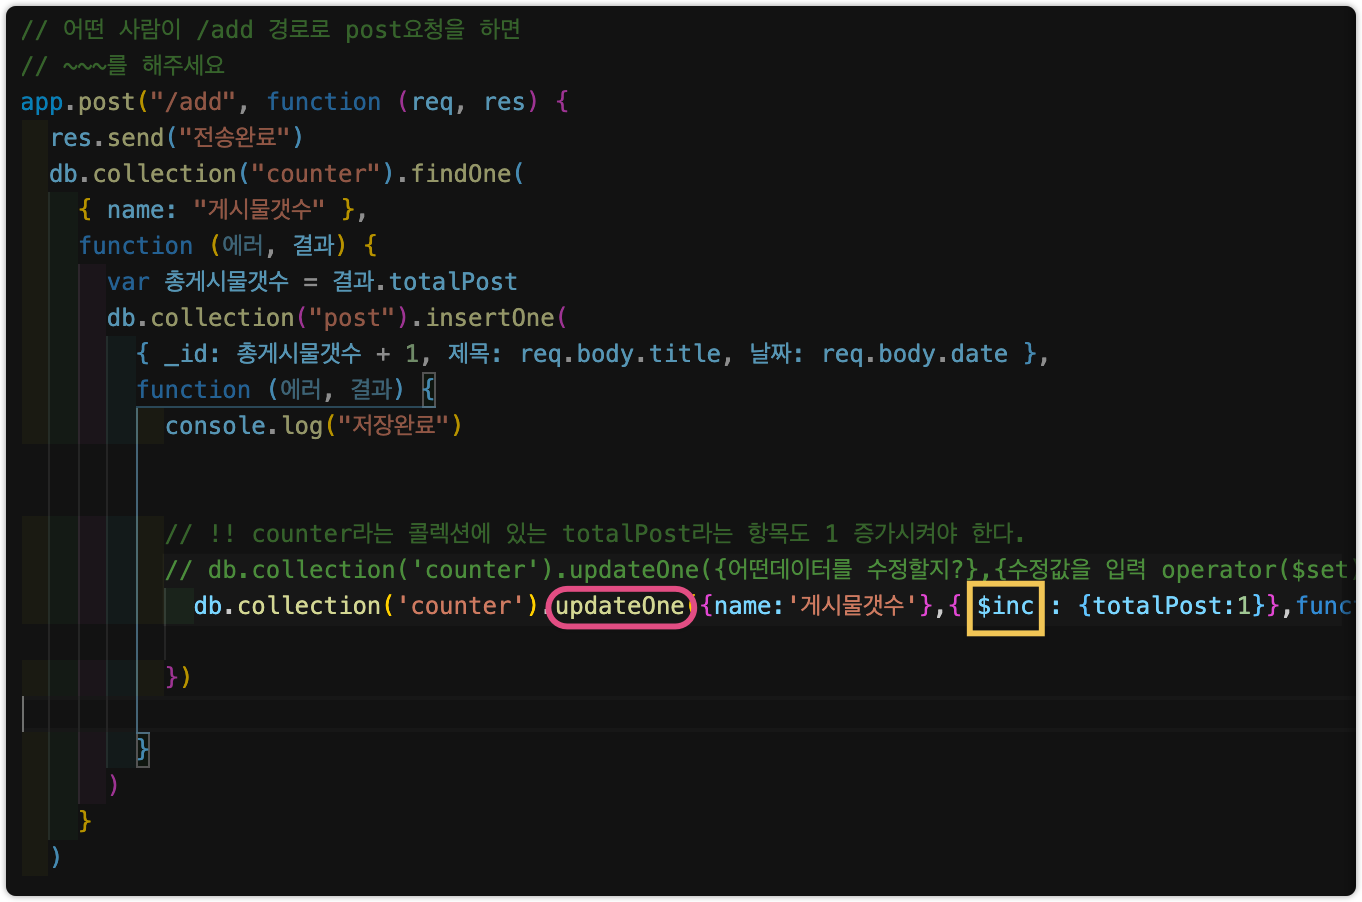 // 어떤 사람이 /add 경로로 post요청을 하면
// ~~~를 해주세요
app.post("/add", function (req, res) {
res.send("전송완료")
db.collection("counter").findOne(
{ name: "게시물갯수" },
function (에러, 결과) {
var 총게시물갯수 = 결과.totalPost
db.collection("post").insertOne(
{ _id: 총게시물갯수 + 1, 제목: req.body.title, 날짜: req.body.date },
function (에러, 결과) {
console.log("저장완료")
// !! counter라는 콜렉션에 있는 totalPost라는 항목도 1 증가시켜야 한다.
// db.collection('counter').updateOne({어떤데이터를 수정할지?},{수정값을 입력 operator($set)
db.collection('counter').updateOne({name:'게시물갯수'},{ $inc : {totalPost:1}},func
})
}
)
}
)